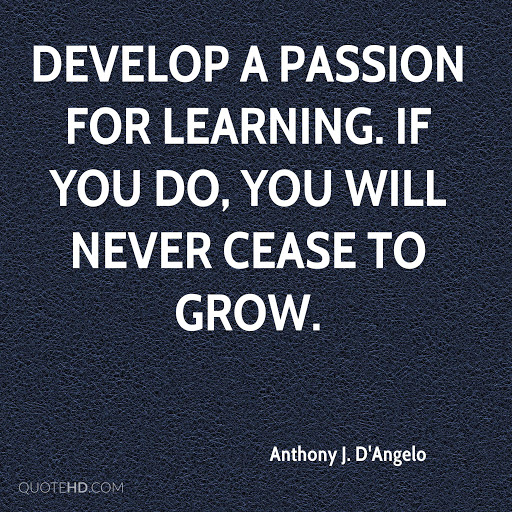 DEVELOP A PASSION
FOR LEARNING. IF
YOU DO, YOU WILL
NEVER CEASE TO
GROW.
Anthony J. D'Angelo
QUOTEHD.COM